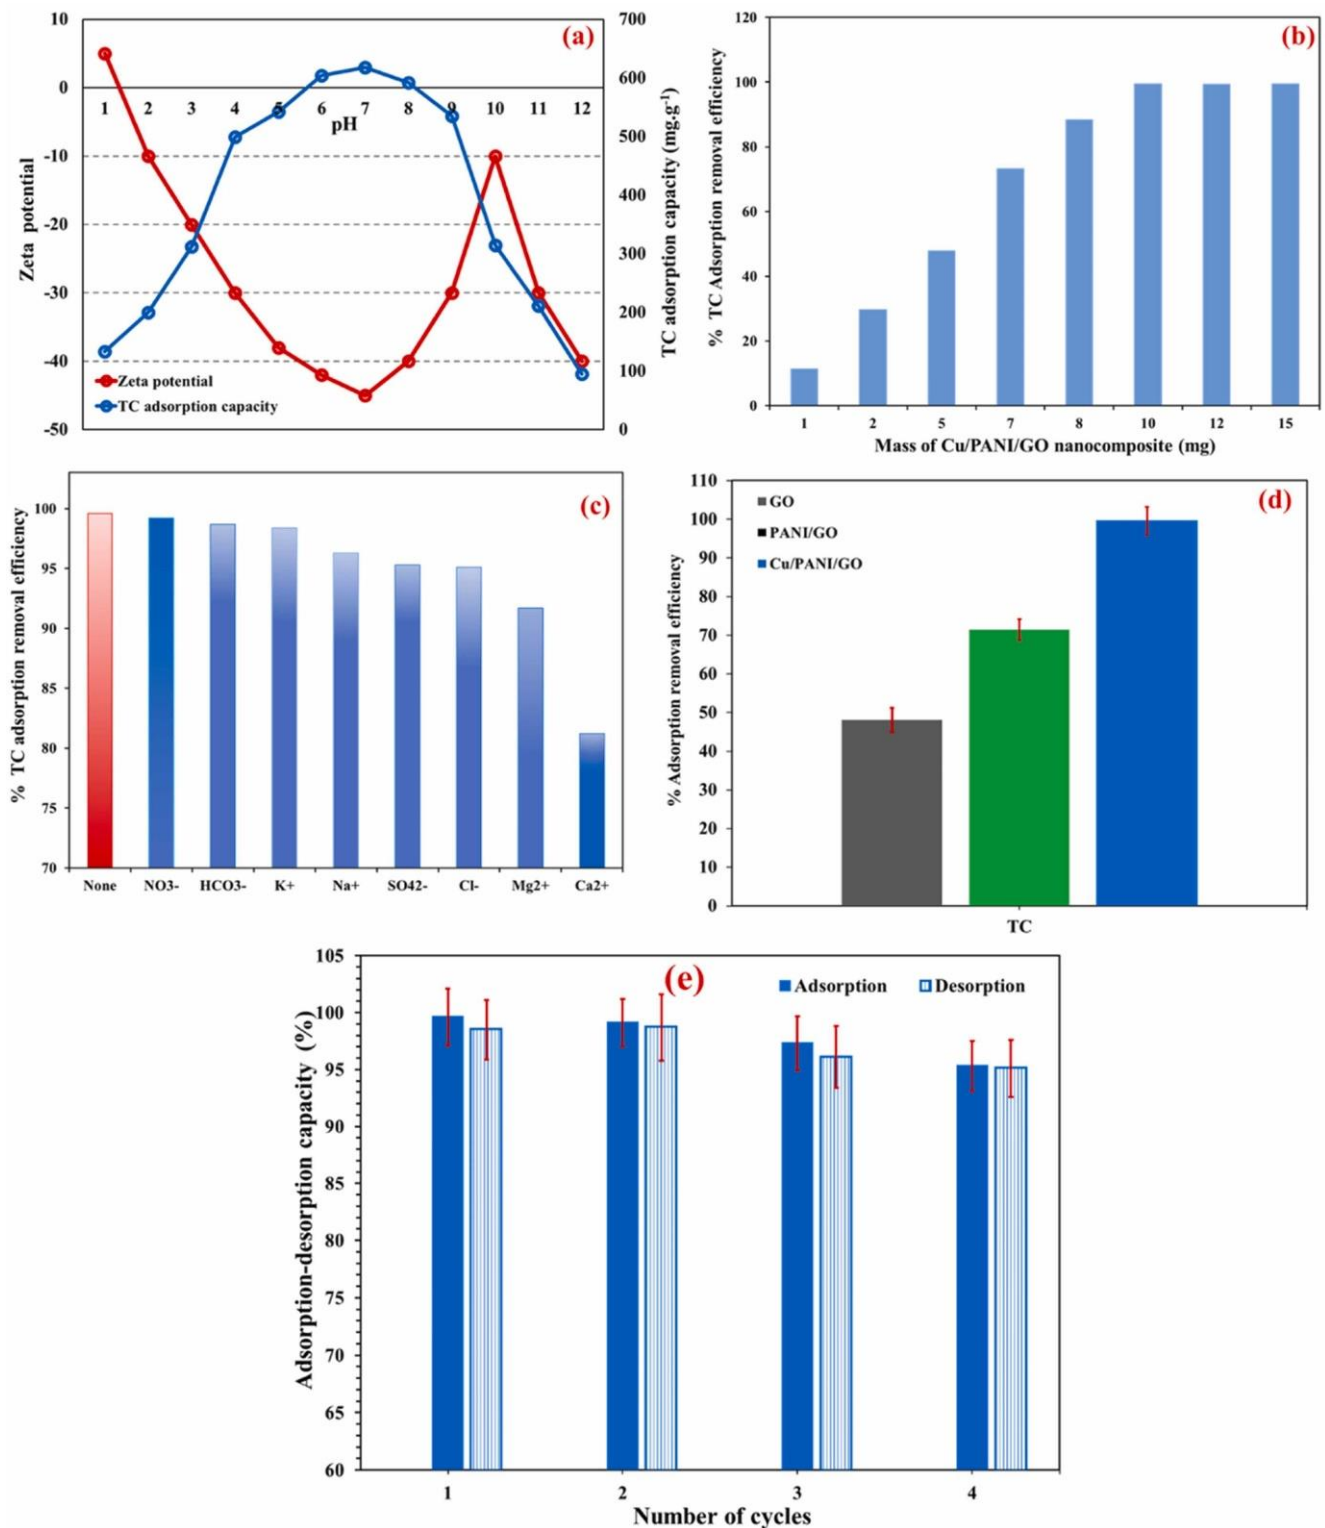 (a)
10
0
-10
-20
-30
-40
-50
Zeta potential
1 2 3 4 5 6 7 8 9 10 11 12
pH
700
600
500
400
300
200
100
0
TC adsorption capacity (mg.g-1)
Zeta potential
TC adsorption capacity
(b)
120
100
80
60
40
20
0
% TC Adsorption removal efficiency
1 2 5 7 8 10 12 15
Mass of Cu/PANI/GO nanocomposite (mg)
(c)
100
95
90
85
80
75
70
% TC adsorption removal efficiency
None NO3- HCO3- K+ Na+ SO42- Cl- Mg2+ Ca2+
(d)
110
100
90
80
70
60
50
40
30
20
10
0
% Adsorption removal efficiency
GO
PANI/GO
Cu/PANI/GO
TC
(e)
105
100
95
90
85
80
75
70
65
60
Adsorption-desorption capacity (%)
Adsorption Desorption
1 2 3 4
Number of cycles